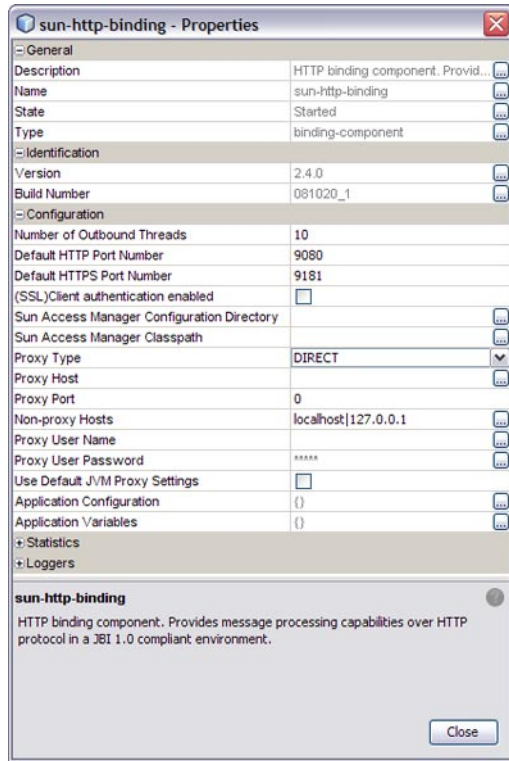 sun-http-binding - Properties
General
Description HTTP binding component. Provid... ...
Name sun-http-binding ...
State Started ...
Type binding-component ...
Identification
Version 2.4.0 ...
Build Number 081020_1 ...
Configuration
Number of Outbound Threads 10
Default HTTP Port Number 9080
Default HTTPS Port Number 9181
(SSL)Client authentication enabled
Sun Access Manager Configuration Directory ...
Sun Access Manager Classpath ...
Proxy Type DIRECT
Proxy Host ...
Proxy Port 0
Non-proxy Hosts localhost|127.0.0.1 ...
Proxy User Name ...
Proxy User Password ***** ...
Use Default JVM Proxy Settings
Application Configuration {} ...
Application Variables {} ...
Statistics
Loggers
sun-http-binding ?
HTTP binding component. Provides message processing capabilities over HTTP
protocol in a JBI 1.0 compliant environment.
Close